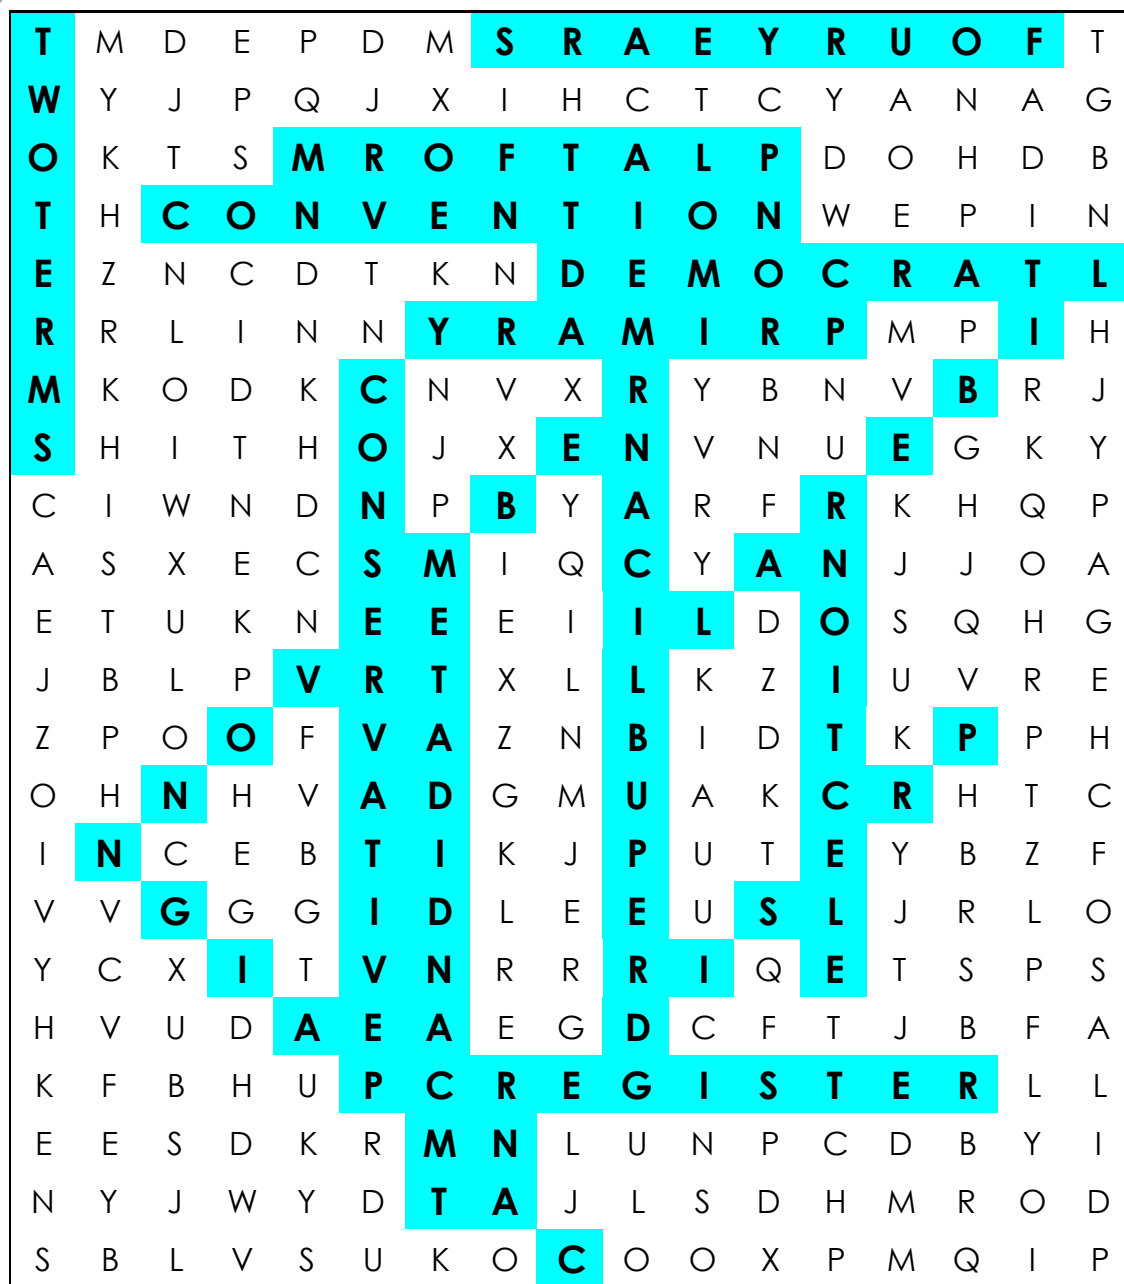 T M D E P D M S R A E Y R U O F T
W Y J P Q J X I H C T C Y A N A G
O K T S M R O F T A L P D O H D B
T H C O N V E N T I O N W E P I N
E Z N C D T K N D E M O C R A T L
R R L I N N Y R A M I R P M P I H
M K O D K C N V X R Y B N V B R J
S H I T H O J X E N V N U E G K Y
C I W N D N P B Y A R F R K H Q P
A S X E C S M I Q C Y A N J J O A
E T U K N E E E I I L D O S Q H G
J B L P V R T X L L K Z I U V R E
Z P O O F V A Z N B I D T K P P H
O H N H V A D G M U A K C R H T C
I N C E B T I K J P U T E Y B Z F
V V G G G I D L E E U S L J R L O
Y C X I T V N R R R I Q E T S P S
H V U D A E A E G D C F T J B F A
K F B H U P C R E G I S T E R L L
E E S D K R M N L U N P C D B Y I
N Y J W Y D T A J L S D H M R O D
S B L V S U K O C O O X P M Q I P